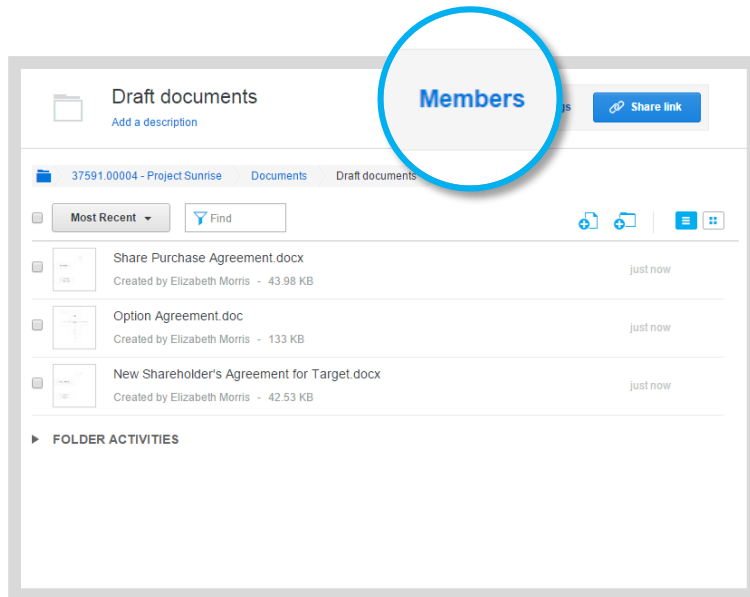 Draft documents
Add a description
Members
Share link
37591.00004 - Project Sunrise
Documents
Draft documents
Most Recent
Find
Share Purchase Agreement.docx
Created by Elizabeth Morris - 43.98 KB
just now
Option Agreement.doc
Created by Elizabeth Morris - 133 KB
just now
New Shareholder's Agreement for Target.docx
Created by Elizabeth Morris - 42.53 KB
just now
FOLDER ACTIVITIES